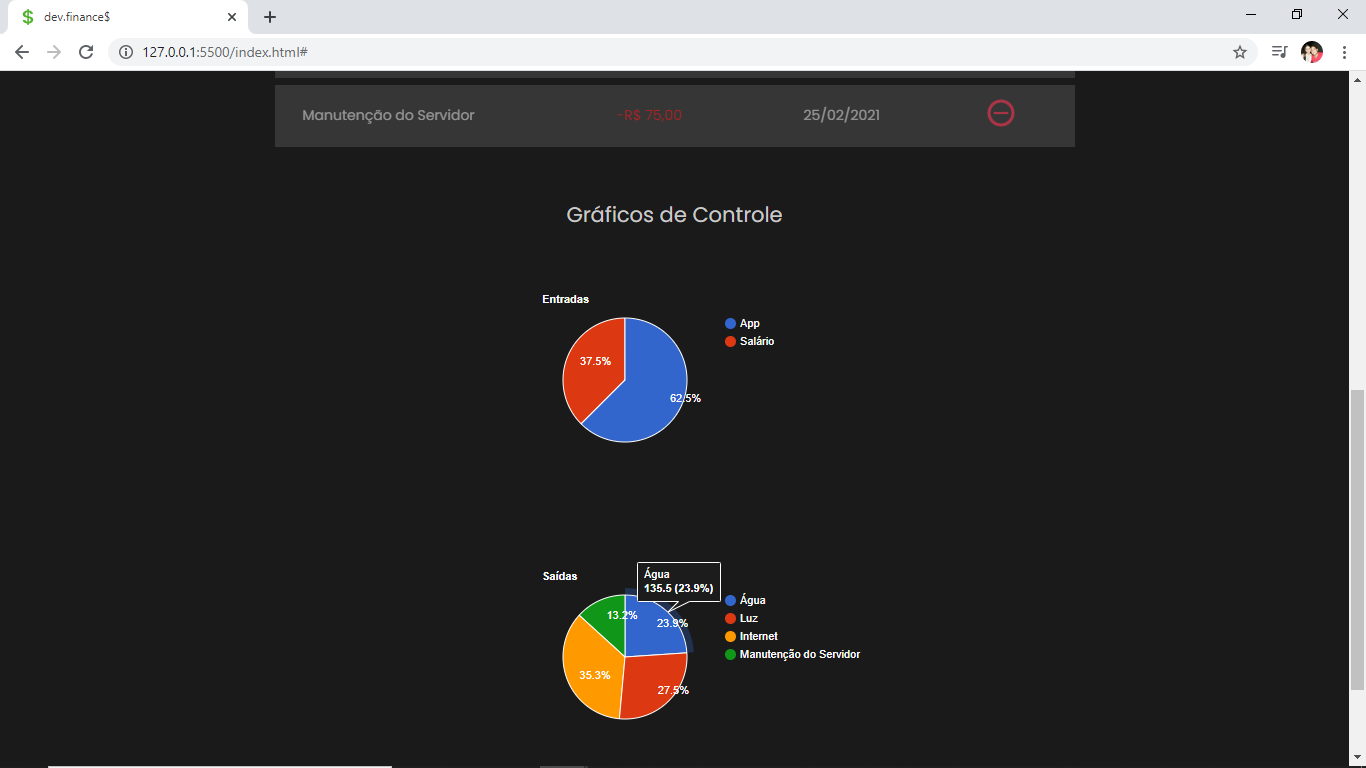 dev.finance$
127.0.0.1:5500/index.html#
Manutenção do Servidor -R$ 75,00 25/02/2021
Gráficos de Controle
Entradas
App
Salário
37.5%
62.5%
Saídas
Água
135.5 (23.9%)
Água
Luz
Internet
Manutenção do Servidor
13.2%
23.9%
35.3%
27.5%